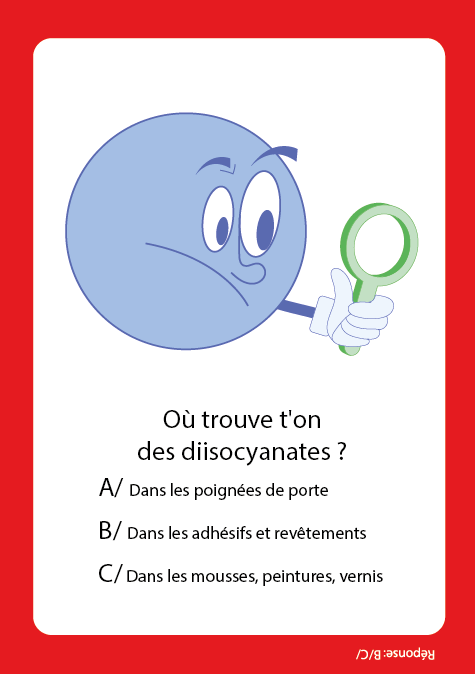 Où trouve t'on
des diisocyanates ?
A/ Dans les poignées de porte
B/ Dans les adhésifs et revêtements
C/ Dans les mousses, peintures, vernis
Réponse: B/C/